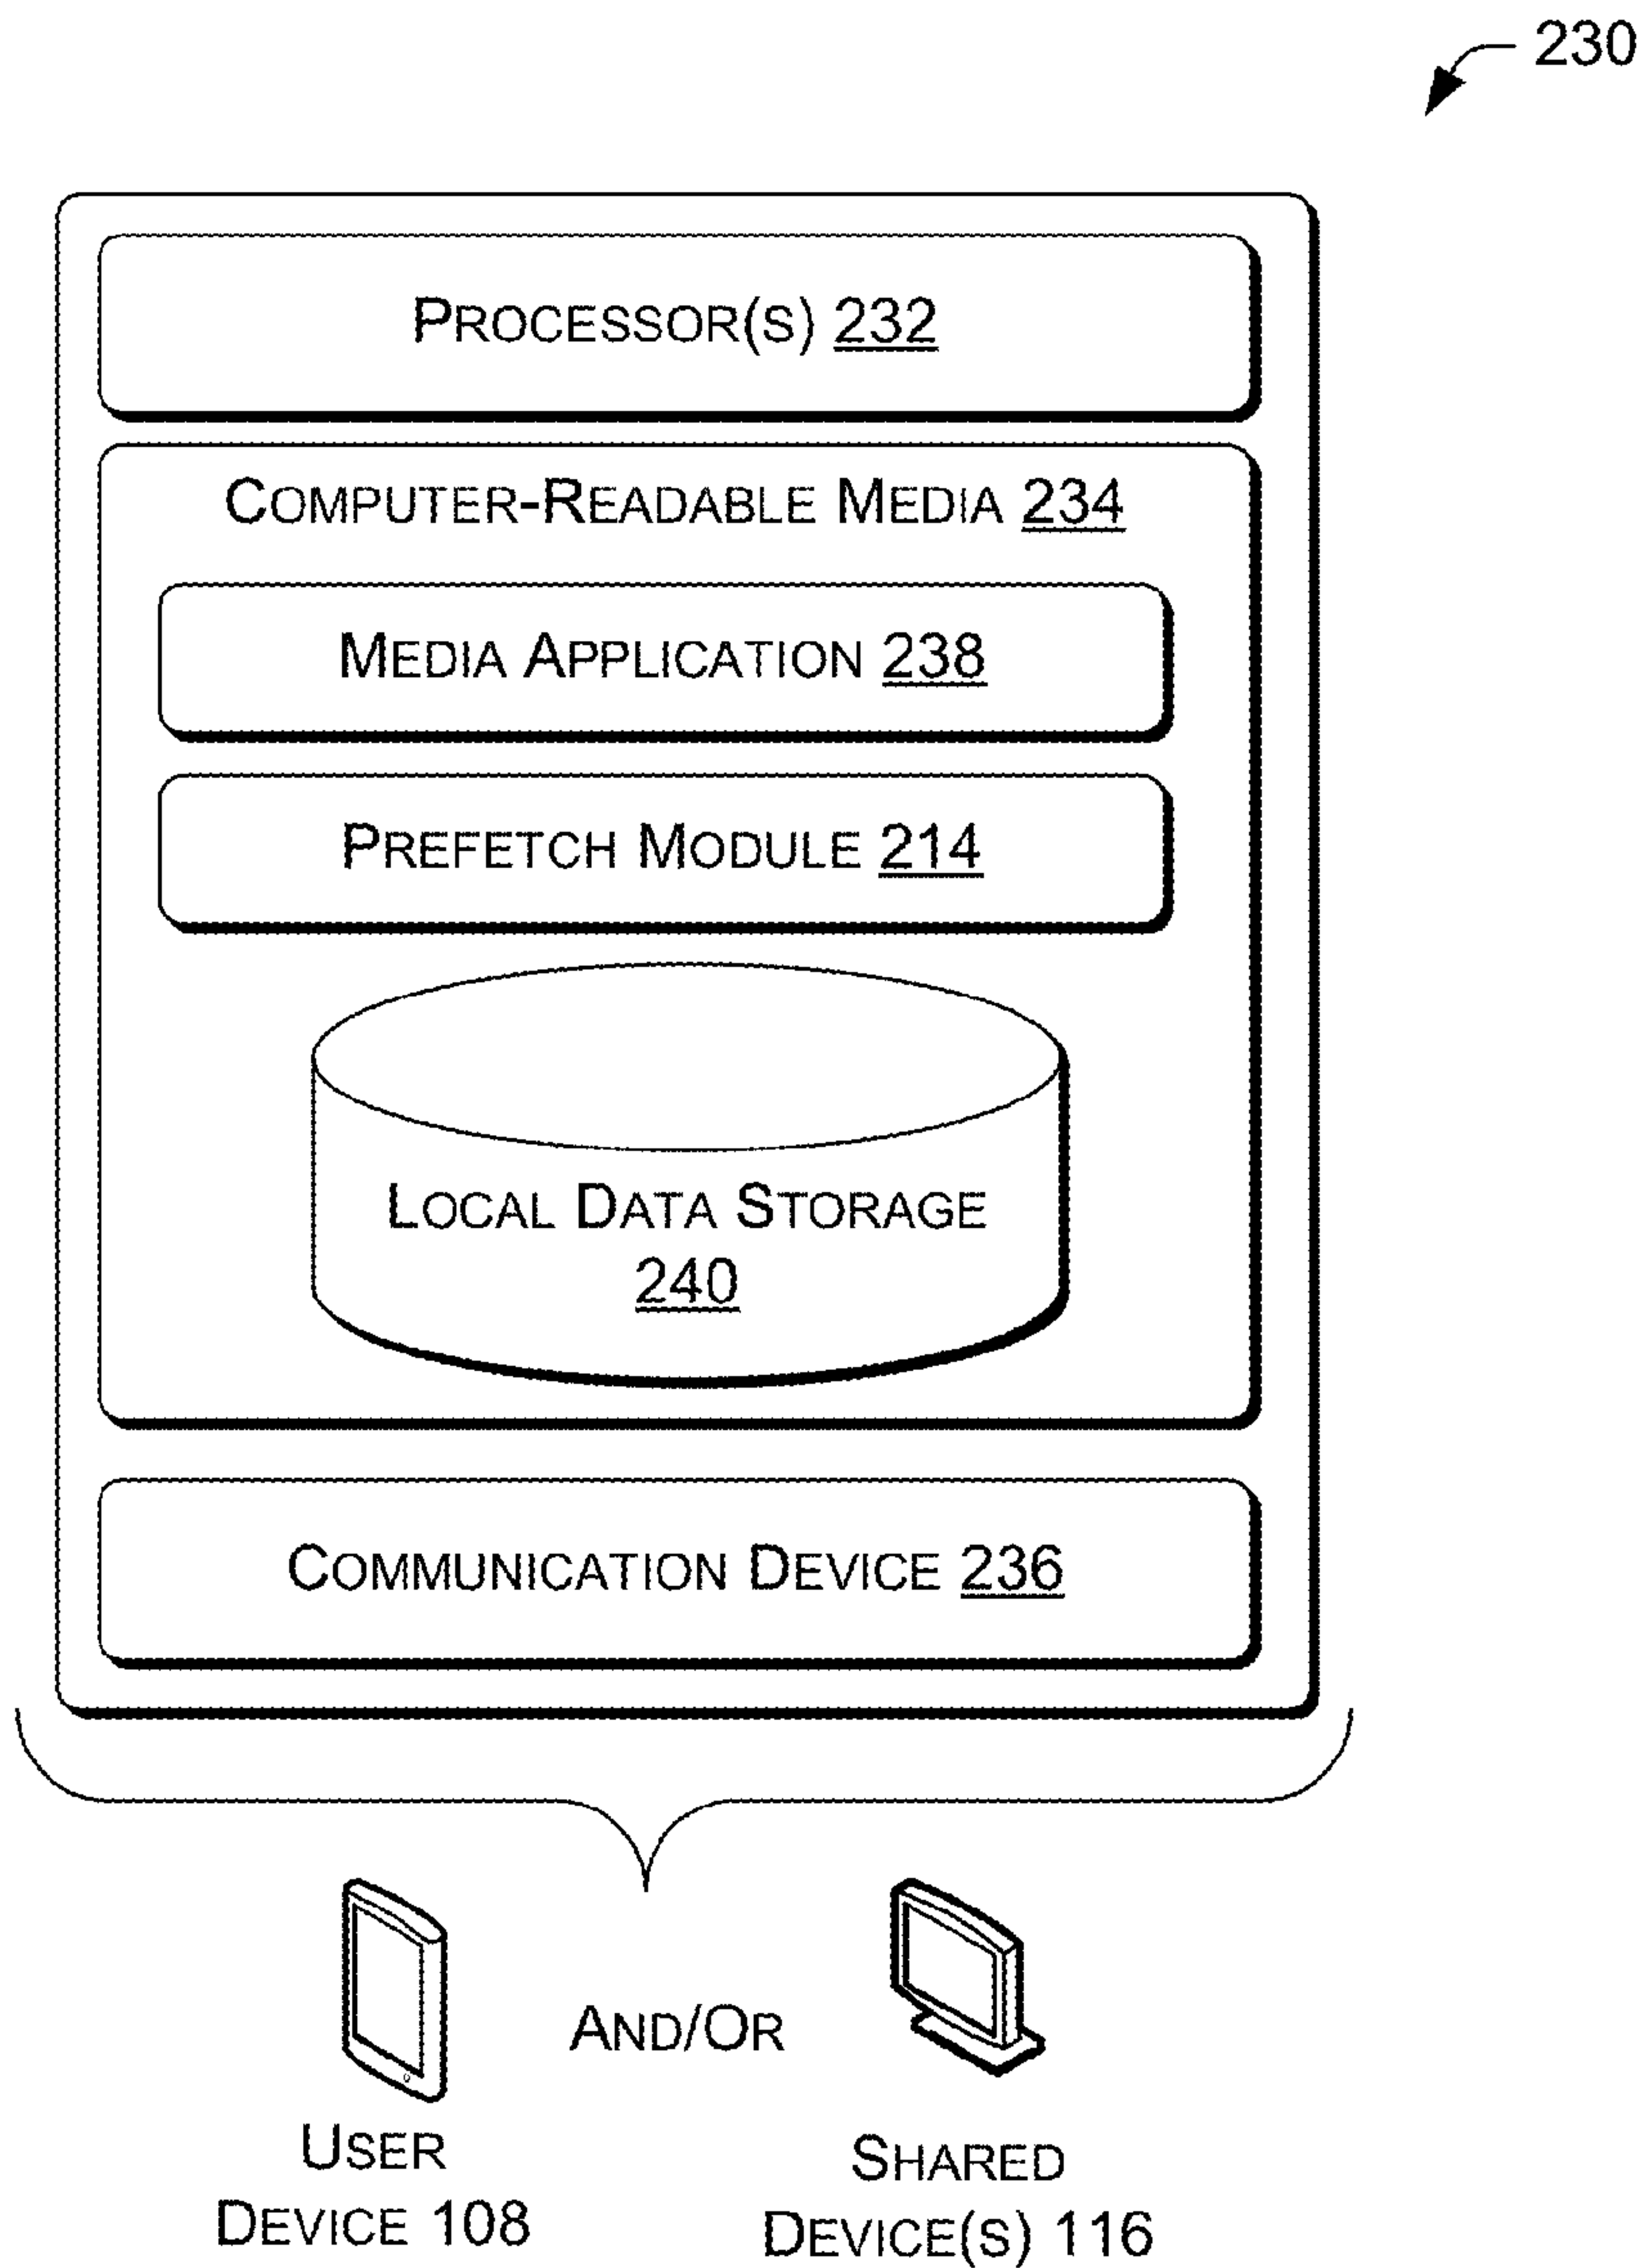 230
PROCESSOR(S) 232
COMPUTER-READABLE MEDIA 234
MEDIA APPLICATION 238
PREFETCH MODULE 214
LOCAL DATA STORAGE
240
COMMUNICATION DEVICE 236
AND/OR
USER
DEVICE 108
SHARED
DEVICE(S) 116